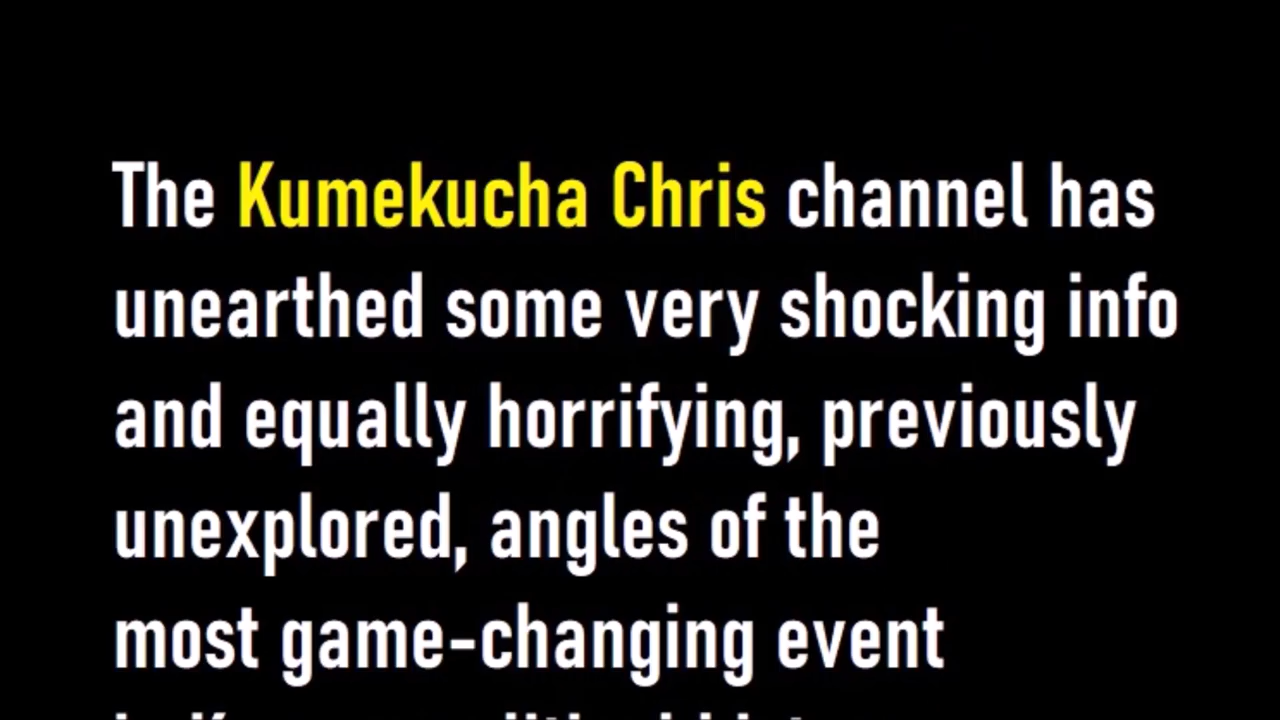 The Kumekucha Chris channel has
unearthed some very shocking info
and equally horrifying, previously
unexplored, angles of the
most game-changing event